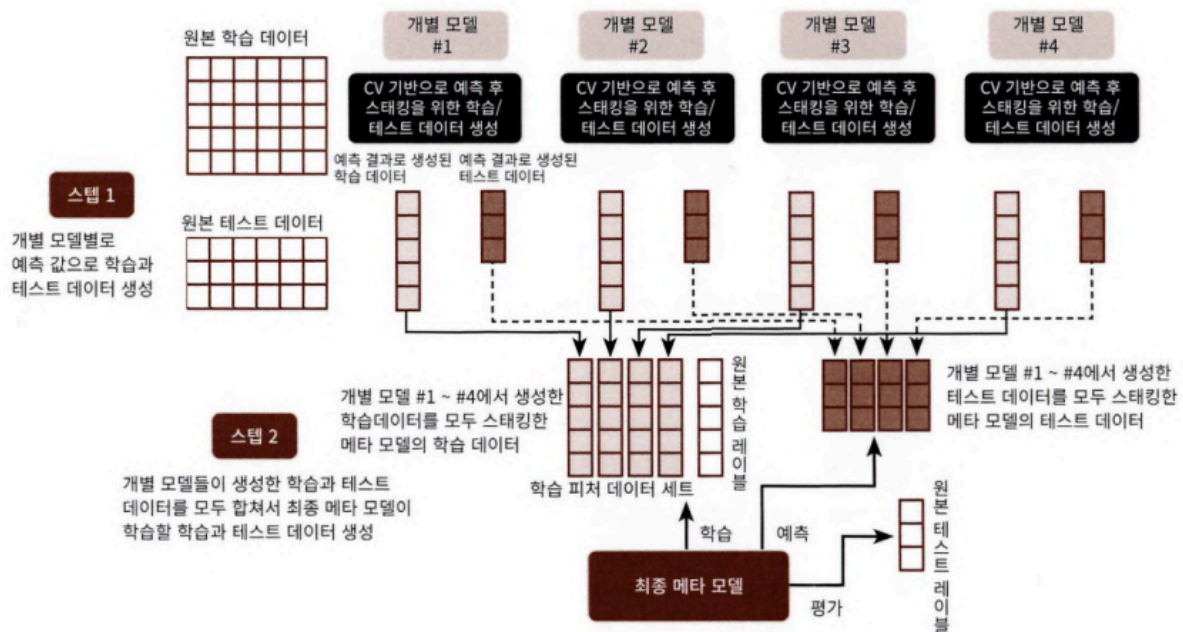 원본 학습 데이터
개별 모델
#1
개별 모델
#2
개별 모델
#3
개별 모델
#4
CV 기반으로 예측 후
스태킹을 위한 학습/
테스트 데이터 생성
CV 기반으로 예측 후
스태킹을 위한 학습/
테스트 데이터 생성
CV 기반으로 예측 후
스태킹을 위한 학습/
테스트 데이터 생성
CV 기반으로 예측 후
스태킹을 위한 학습/
테스트 데이터 생성
예측 결과로 생성된
학습 데이터
예측 결과로 생성된
테스트 데이터
스텝 1
개별 모델별로
예측 값으로 학습과
테스트 데이터 생성
원본 테스트 데이터
개별 모델 #1 ~ #4에서 생성한
학습데이터를 모두 스태킹한
메타 모델의 학습 데이터
원본 학습 레이블
개별 모델 #1 ~ #4에서 생성한
테스트 데이터를 모두 스태킹한
메타 모델의 테스트 데이터
스텝 2
개별 모델들이 생성한 학습과 테스트
데이터를 모두 합쳐서 최종 메타 모델이
학습할 학습과 테스트 데이터 생성
학습 피처 데이터 세트
학습
예측
원본 테스트 레이블
최종 메타 모델
평가